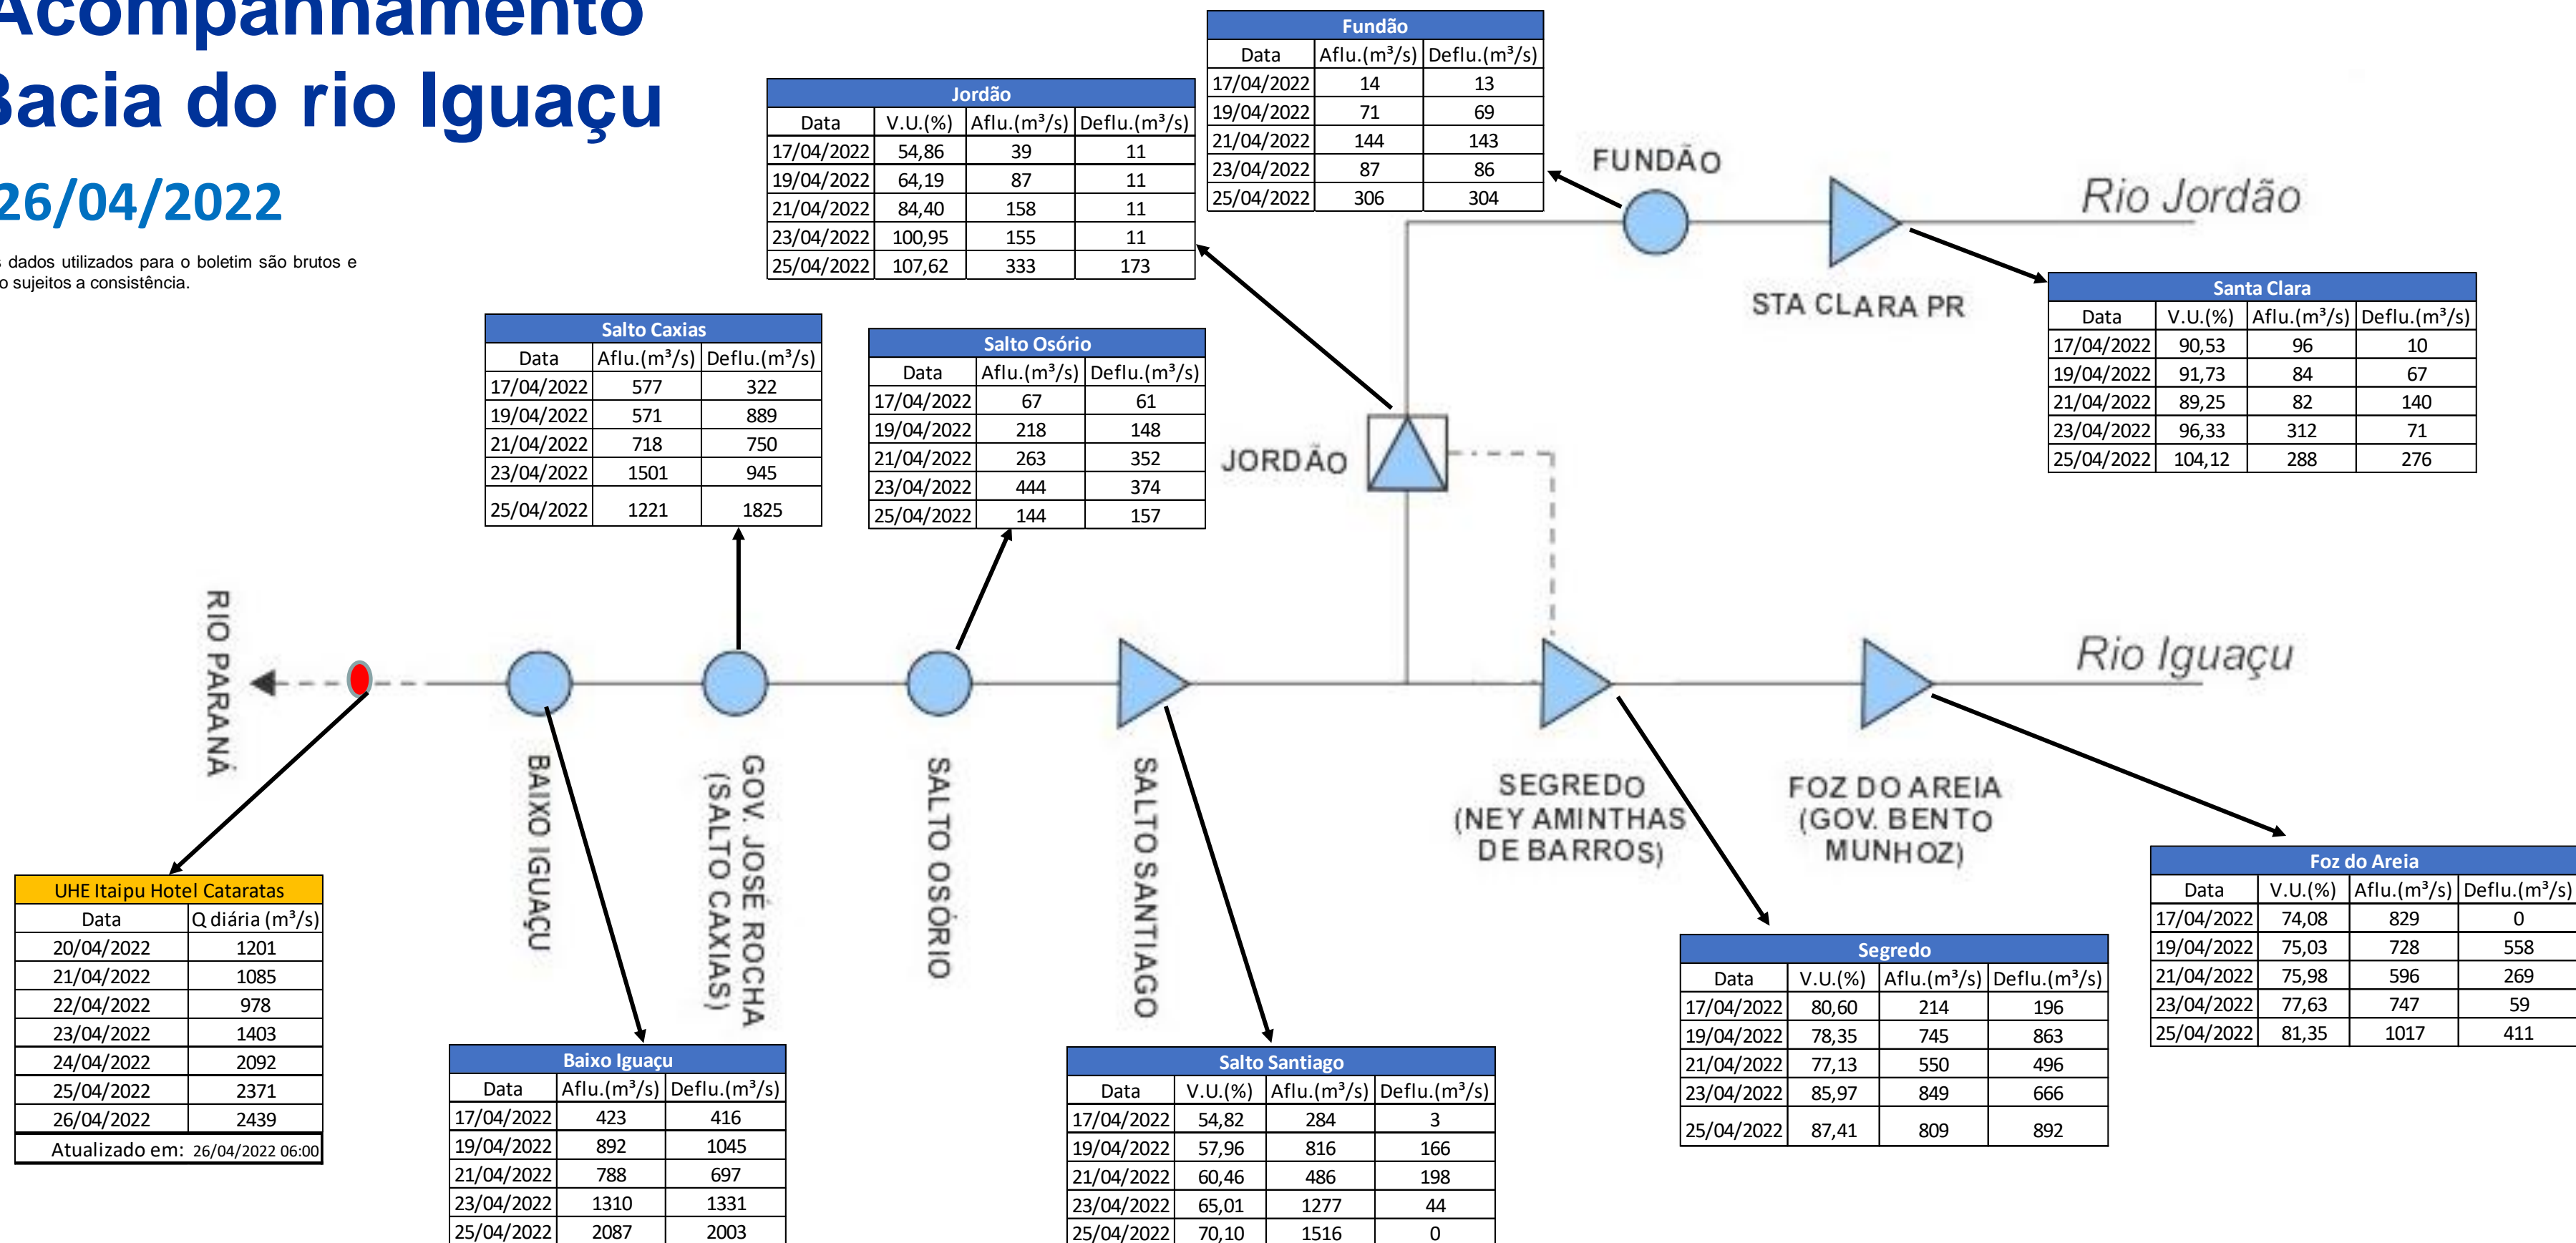 Acompanhamento
Bacia do rio Iguaçu
26/04/2022
s dados utilizados para o boletim são brutos e
o sujeitos a consistência.
Fundão
Data Aflu.(m³/s) Deflu.(m³/s)
17/04/2022 14 13
19/04/2022 71 69
21/04/2022 144 143
23/04/2022 87 86
25/04/2022 306 304
Jordão
Data V.U.(%) Aflu.(m³/s) Deflu.(m³/s)
17/04/2022 54,86 39 11
19/04/2022 64,19 87 11
21/04/2022 84,40 158 11
23/04/2022 100,95 155 11
25/04/2022 107,62 333 173
FUNDÃO
Rio Jordão
STA CLARA PR
Santa Clara
Data V.U.(%) Aflu.(m³/s) Deflu.(m³/s)
17/04/2022 90,53 96 10
19/04/2022 91,73 84 67
21/04/2022 89,25 82 140
23/04/2022 96,33 312 71
25/04/2022 104,12 288 276
Salto Caxias
Data Aflu.(m³/s) Deflu.(m³/s)
17/04/2022 577 322
19/04/2022 571 889
21/04/2022 718 750
23/04/2022 1501 945
25/04/2022 1221 1825
Salto Osório
Data Aflu.(m³/s) Deflu.(m³/s)
17/04/2022 67 61
19/04/2022 218 148
21/04/2022 263 352
23/04/2022 444 374
25/04/2022 144 157
JORDÃO
RIO PARANÁ
Rio Iguaçu
BAIXO IGUAÇU
GOV. JOSÉ ROCHA
(SALTO CAXIAS)
SALTO OSÓRIO
SALTO SANTIAGO
SEGREDO
(NEY AMINTHAS
DE BARROS)
FOZ DO AREIA
(GOV. BENTO
MUNHOZ)
UHE Itaipu Hotel Cataratas
Data Q diária (m³/s)
20/04/2022 1201
21/04/2022 1085
22/04/2022 978
23/04/2022 1403
24/04/2022 2092
25/04/2022 2371
26/04/2022 2439
Atualizado em: 26/04/2022 06:00
Baixo Iguaçu
Data Aflu.(m³/s) Deflu.(m³/s)
17/04/2022 423 416
19/04/2022 892 1045
21/04/2022 788 697
23/04/2022 1310 1331
25/04/2022 2087 2003
Salto Santiago
Data V.U.(%) Aflu.(m³/s) Deflu.(m³/s)
17/04/2022 54,82 284 3
19/04/2022 57,96 816 166
21/04/2022 60,46 486 198
23/04/2022 65,01 1277 44
25/04/2022 70,10 1516 0
Segredo
Data V.U.(%) Aflu.(m³/s) Deflu.(m³/s)
17/04/2022 80,60 214 196
19/04/2022 78,35 745 863
21/04/2022 77,13 550 496
23/04/2022 85,97 849 666
25/04/2022 87,41 809 892
Foz do Areia
Data V.U.(%) Aflu.(m³/s) Deflu.(m³/s)
17/04/2022 74,08 829 0
19/04/2022 75,03 728 558
21/04/2022 75,98 596 269
23/04/2022 77,63 747 59
25/04/2022 81,35 1017 411